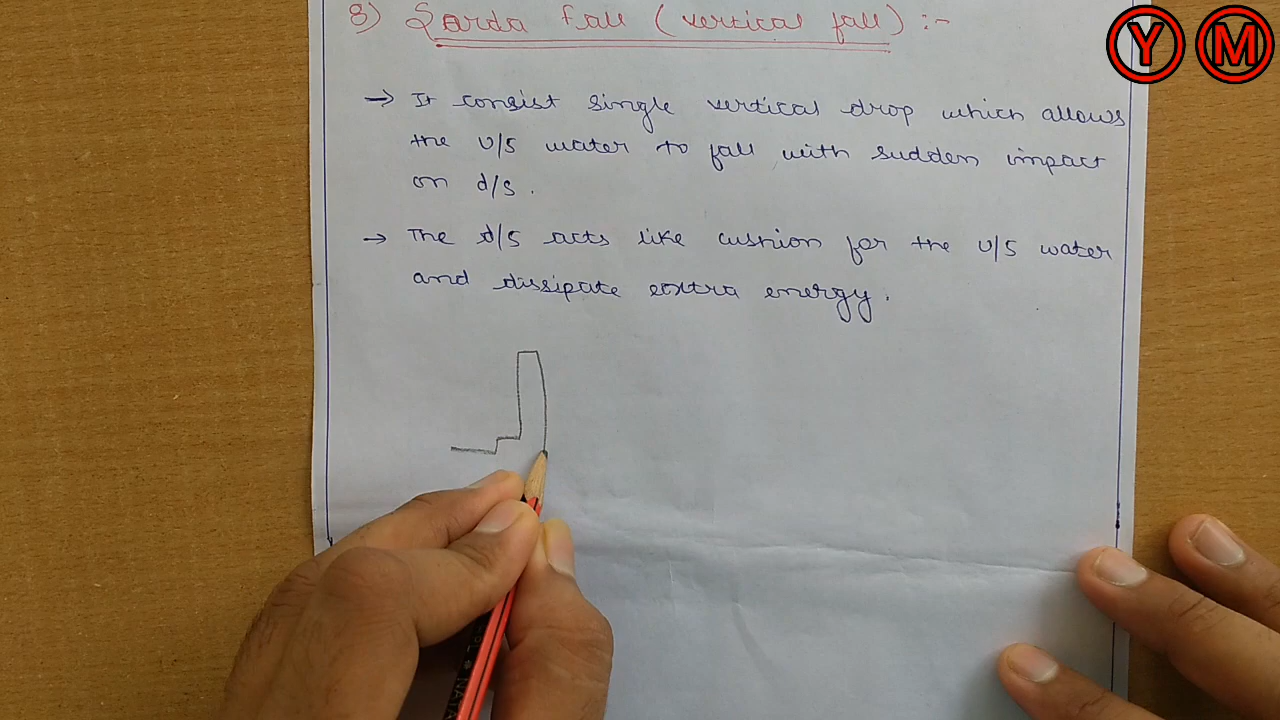 8) Sarda fall (vertical fall) :-
Y M
→ It consist single vertical drop which allows
the U/S water to fall with sudden impact
on d/s.
→ The d/s acts like cushion for the U/S water
and dissipate extra energy.